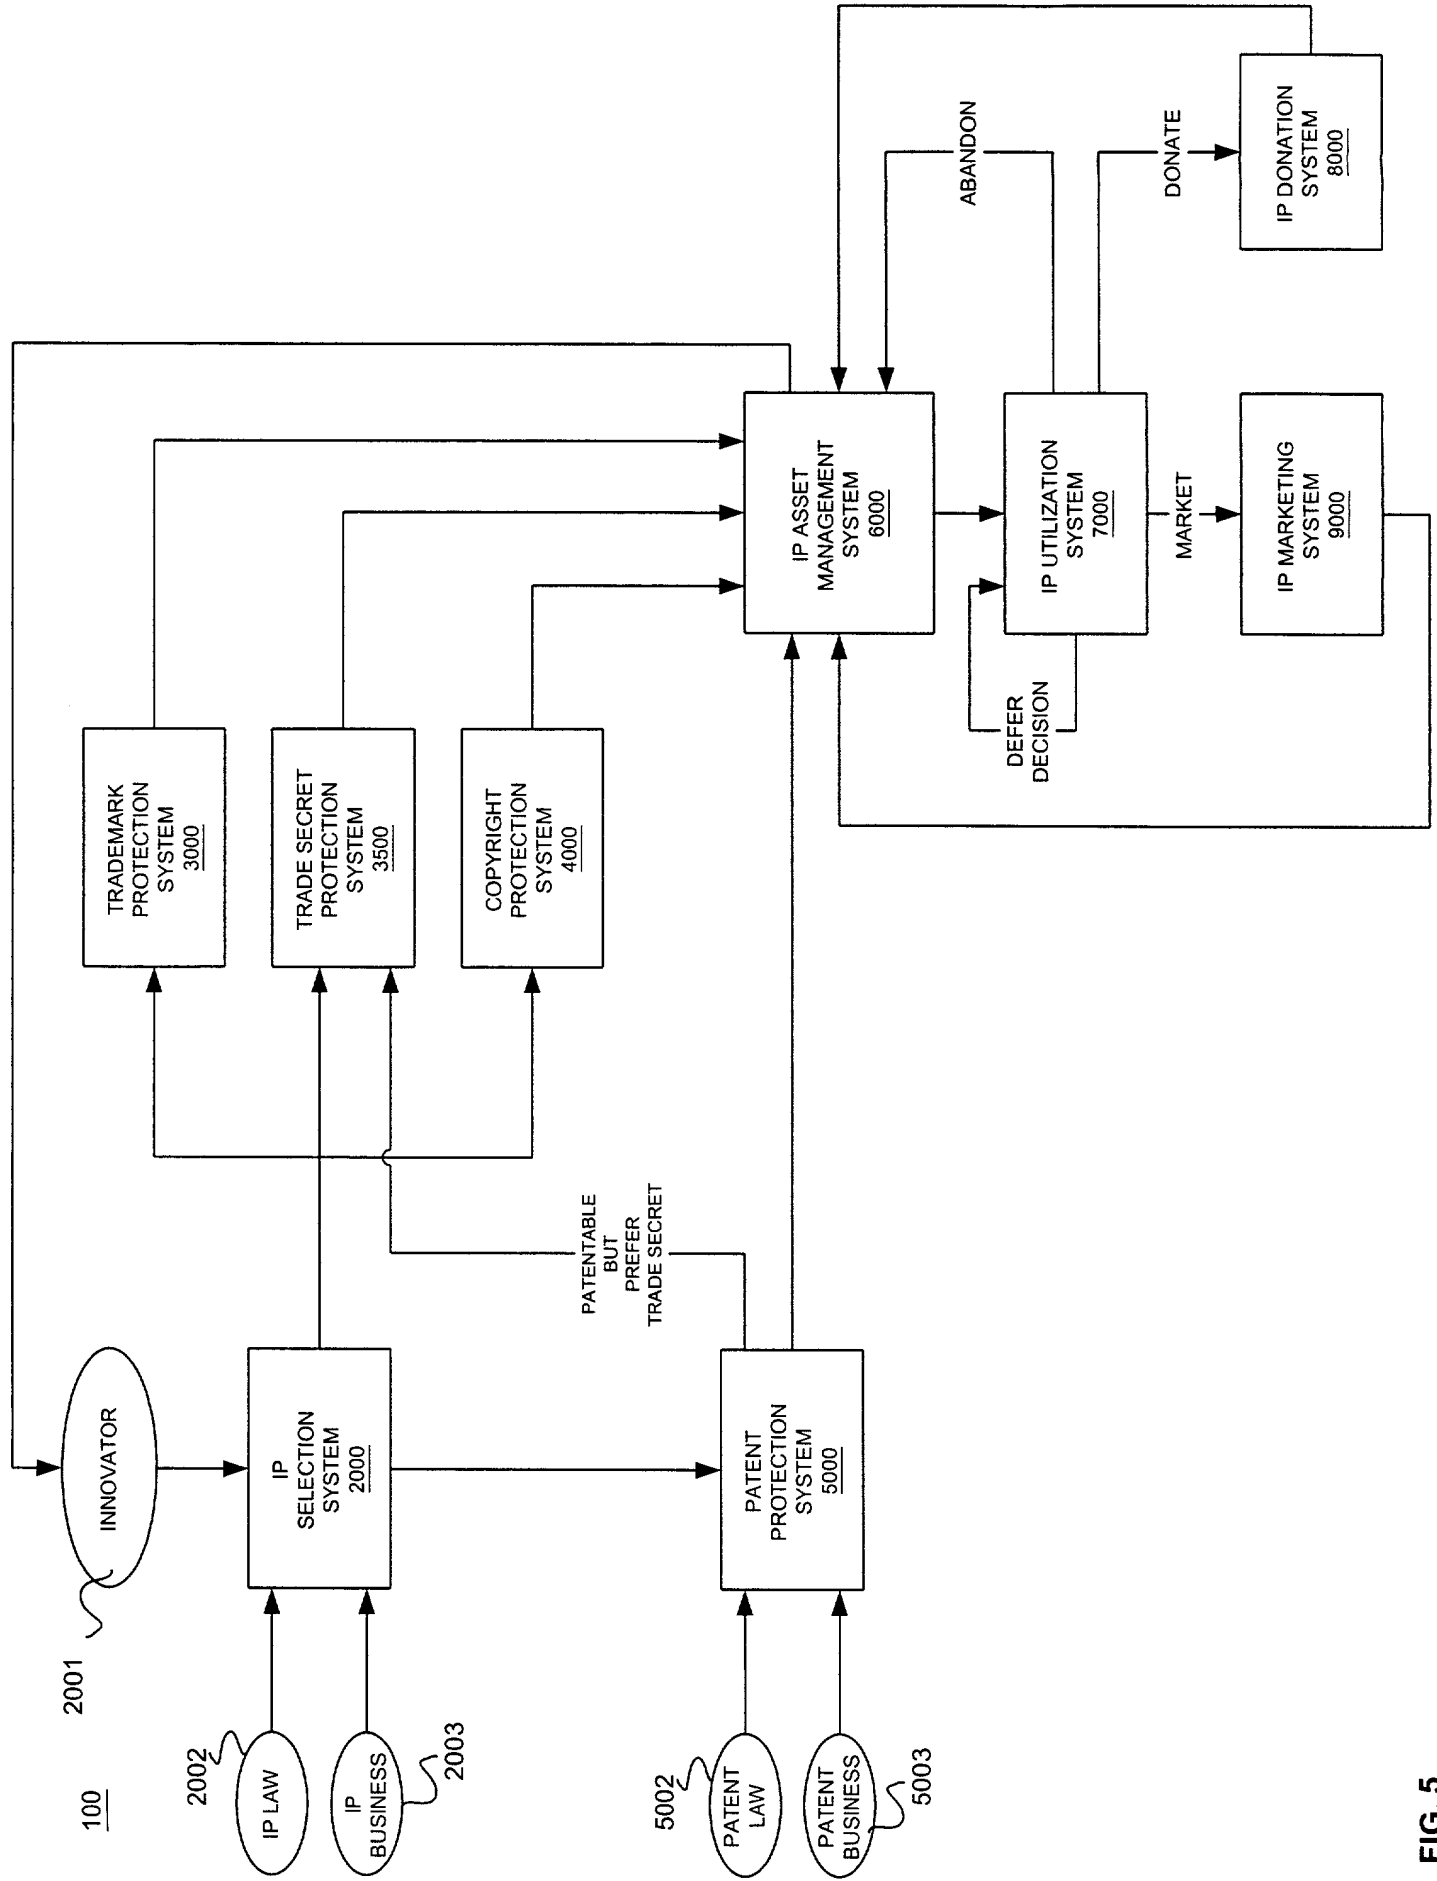 100
2001
INNOVATOR
2002
IP LAW
IP
BUSINESS
2003
IP
SELECTION
SYSTEM
2000
5002
PATENT
LAW
PATENT
BUSINESS
5003
PATENT
PROTECTION
SYSTEM
5000
PATENTABLE
BUT
PREFER
TRADE SECRET
TRADEMARK
PROTECTION
SYSTEM
3000
TRADE SECRET
PROTECTION
SYSTEM
3500
COPYRIGHT
PROTECTION
SYSTEM
4000
IP ASSET
MANAGEMENT
SYSTEM
6000
DEFER
DECISION
IP UTILIZATION
SYSTEM
7000
ABANDON
MARKET
DONATE
IP MARKETING
SYSTEM
9000
IP DONATION
SYSTEM
8000
FIG. 5